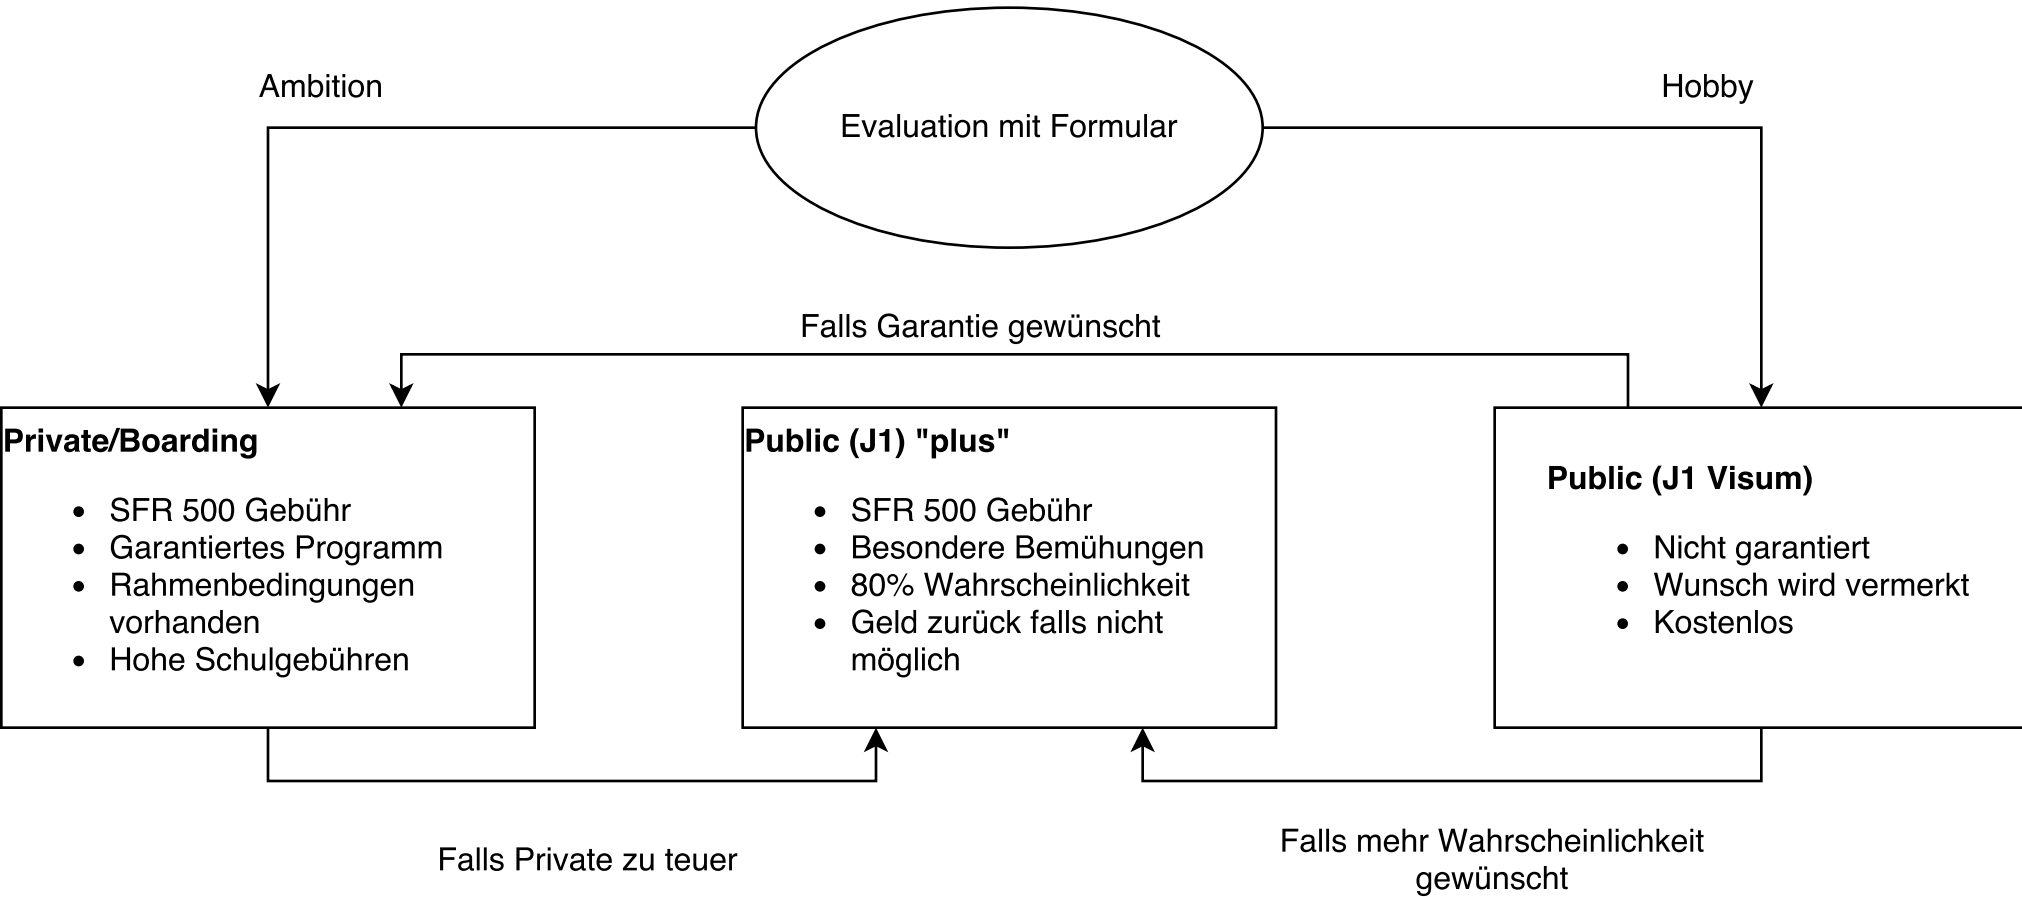 Ambition
Hobby
Evaluation mit Formular
Falls Garantie gewünscht
Private/Boarding
• SFR 500 Gebühr
• Garantiertes Programm
• Rahmenbedingungen
vorhanden
• Hohe Schulgebühren
Public (J1) "plus"
• SFR 500 Gebühr
• Besondere Bemühungen
• 80% Wahrscheinlichkeit
• Geld zurück falls nicht
möglich
Public (J1 Visum)
• Nicht garantiert
• Wunsch wird vermerkt
• Kostenlos
Falls Private zu teuer
Falls mehr Wahrscheinlichkeit
gewünscht